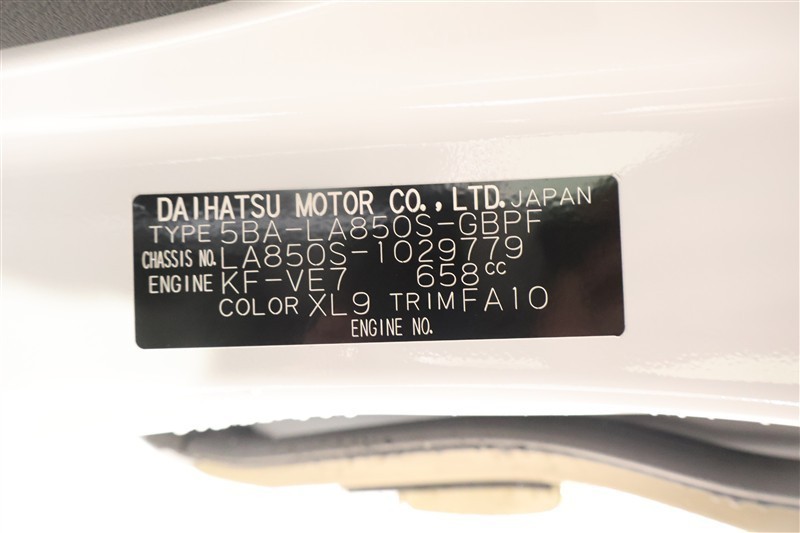 DAIHATSU MOTOR CO., LTD. JAPAN
TYPE 5BA-LA850S-GBPF
CHASSIS NO. LA850S-1029779
ENGINE KF-VE7 658cc
COLOR XL9 TRIM FA10
ENGINE NO.